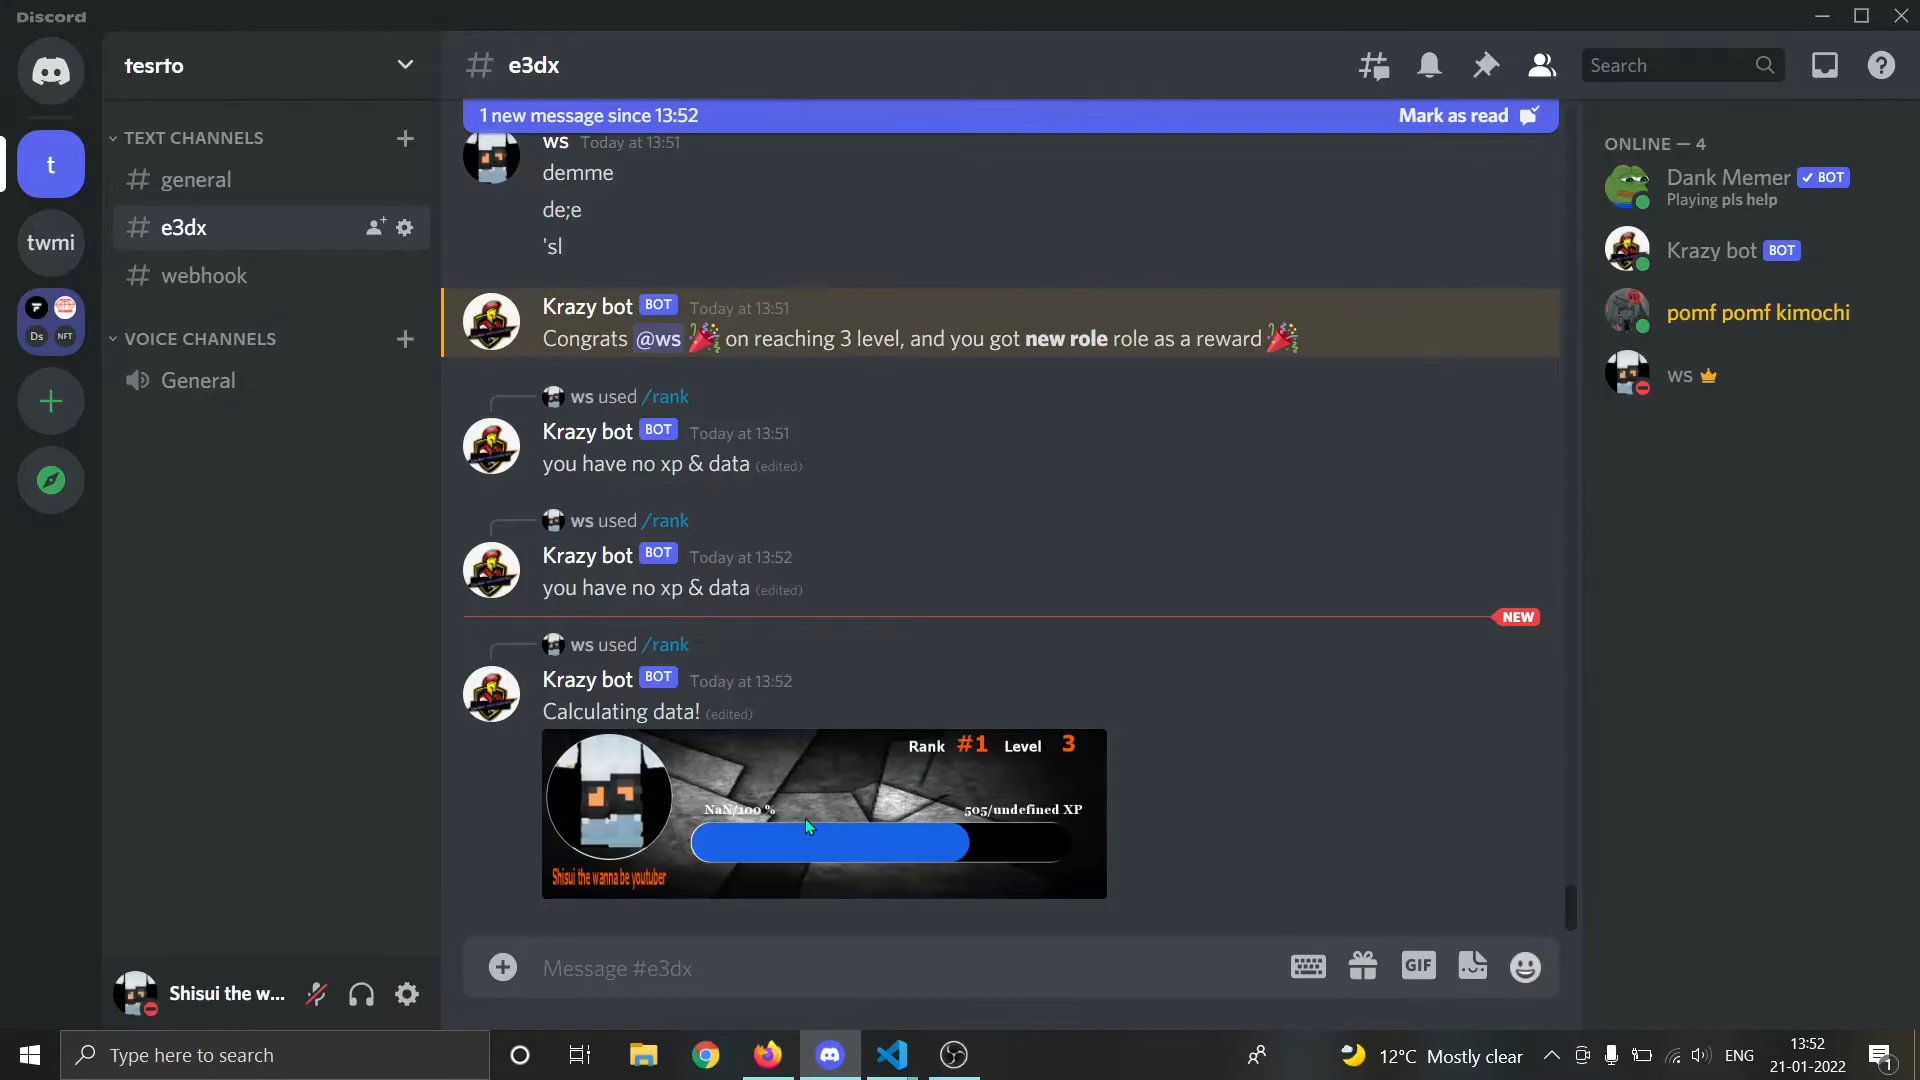 Discord
tesrto
e3dx
Search
1 new message since 13:52
Mark as read
TEXT CHANNELS
general
e3dx
webhook
VOICE CHANNELS
General
t
twmi
Ds
NFT
ws Today at 13:51
demme
de;e
'sl
Krazy bot BOT Today at 13:51
Congrats @ws 🎉 on reaching 3 level, and you got new role role as a reward 🎉
ws used /rank
Krazy bot BOT Today at 13:51
you have no xp & data (edited)
ws used /rank
Krazy bot BOT Today at 13:52
you have no xp & data (edited)
NEW
ws used /rank
Krazy bot BOT Today at 13:52
Calculating data! (edited)
Rank #1 Level 3
NaN/100 % 505/undefined XP
Shisui the wanna be youtuber
Message #e3dx
GIF
ONLINE — 4
Dank Memer ✓ BOT
Playing pls help
Krazy bot BOT
pomf pomf kimochi
ws
Shisui the w...
Type here to search
12°C Mostly clear
ENG
13:52
21-01-2022
1